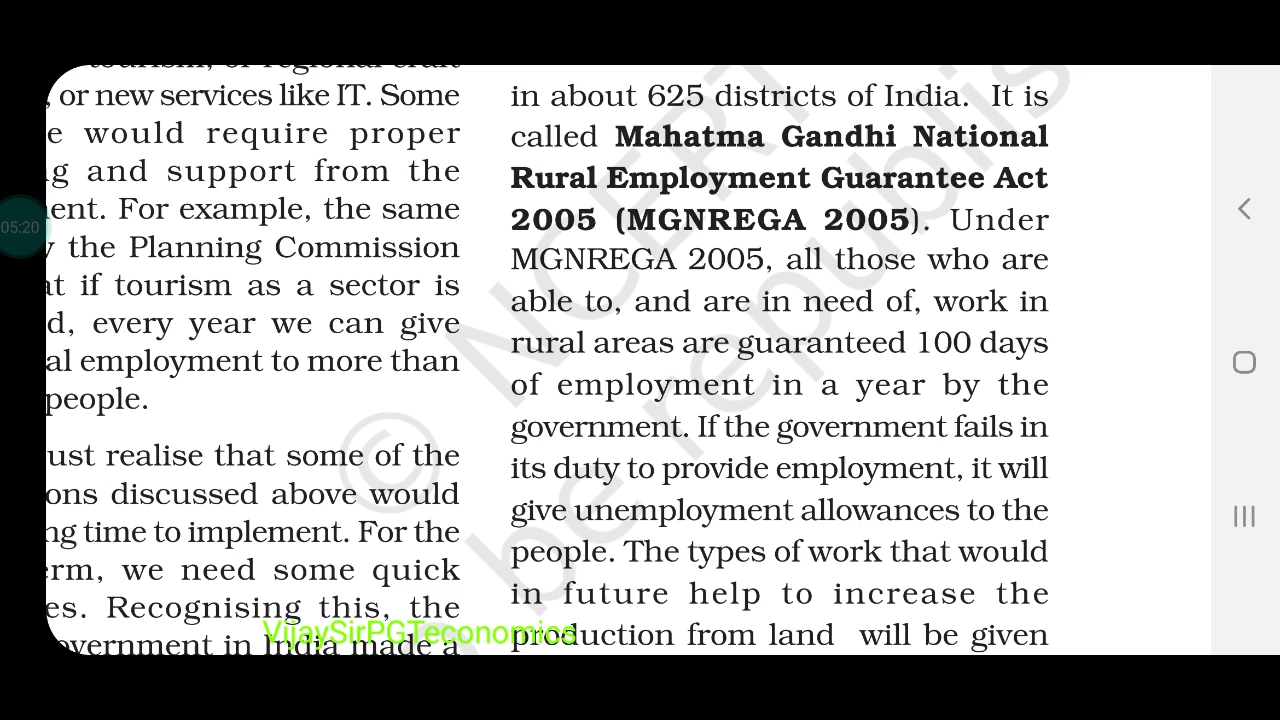 tourism, or regional craft
, or new services like IT. Some
e would require proper
g and support from the
ent. For example, the same
y the Planning Commission
at if tourism as a sector is
d, every year we can give
al employment to more than
people.
ust realise that some of the
ons discussed above would
ng time to implement. For the
erm, we need some quick
es. Recognising this, the
overnment in India made a
in about 625 districts of India. It is
called Mahatma Gandhi National
Rural Employment Guarantee Act
2005 (MGNREGA 2005). Under
MGNREGA 2005, all those who are
able to, and are in need of, work in
rural areas are guaranteed 100 days
of employment in a year by the
government. If the government fails in
its duty to provide employment, it will
give unemployment allowances to the
people. The types of work that would
in future help to increase the
production from land will be given
© NCERT
be republis
05:20
VijaySirPGTeconomics